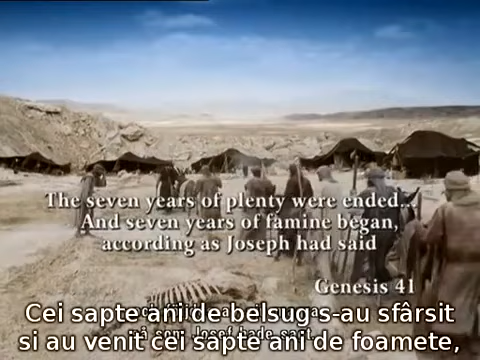 The seven years of plenty were ended...
And seven years of famine began,
according as Joseph had said
Genesis 41
Cei sapte ani de belsug s-au sfârsit
si au venit cei sapte ani de foamete,